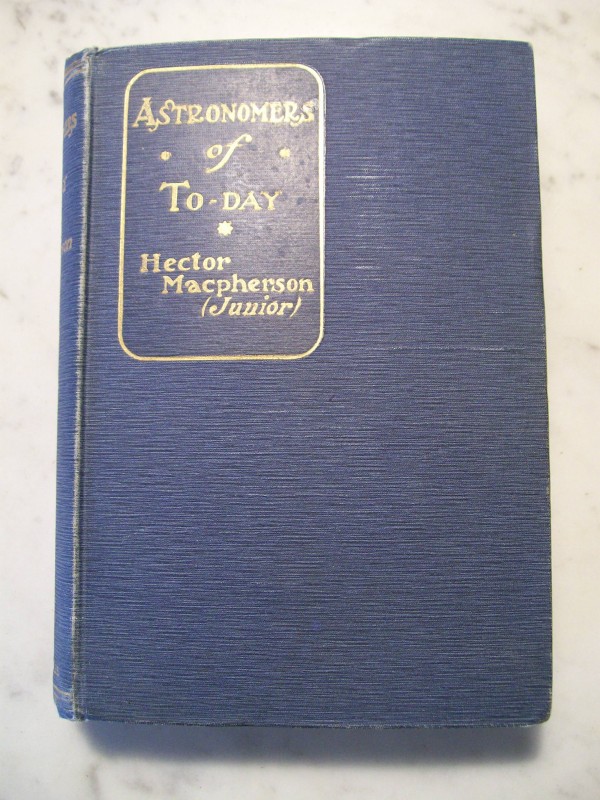 ASTRONOMERS
of
TO-DAY
Hector
Macpherson
(Junior)